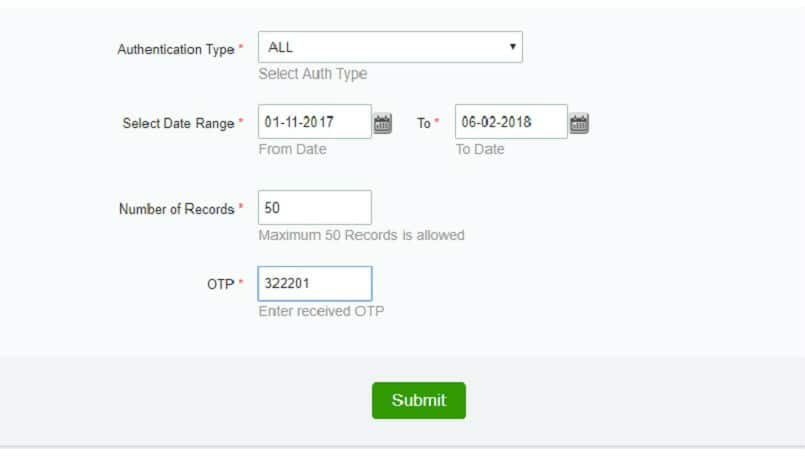 Authentication Type * ALL
Select Auth Type
Select Date Range * 01-11-2017 To * 06-02-2018
From Date To Date
Number of Records * 50
Maximum 50 Records is allowed
OTP * 322201
Enter received OTP
Submit